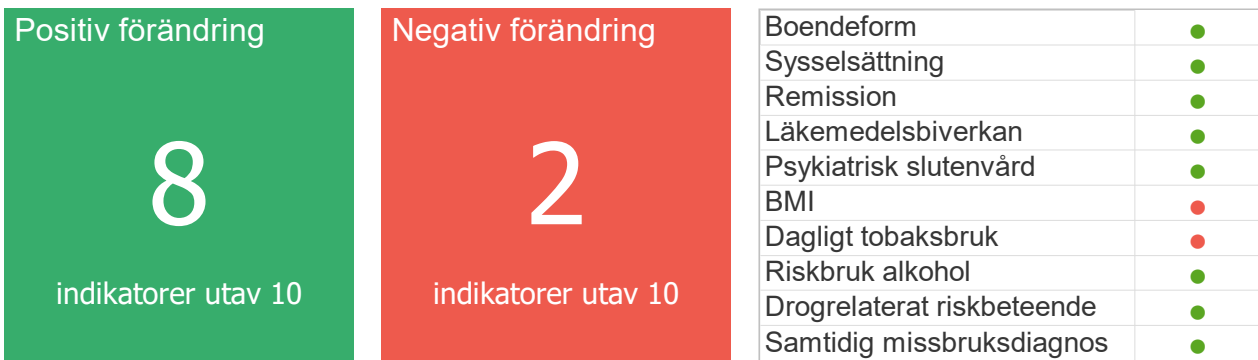 Positiv förändring
8
indikatorer utav 10
Negativ förändring
2
indikatorer utav 10
Boendeform
Sysselsättning
Remission
Läkemedelsbiverkan
Psykiatrisk slutenvård
BMI
Dagligt tobaksbruk
Riskbruk alkohol
Drogrelaterat riskbeteende
Samtidig missbruksdiagnos